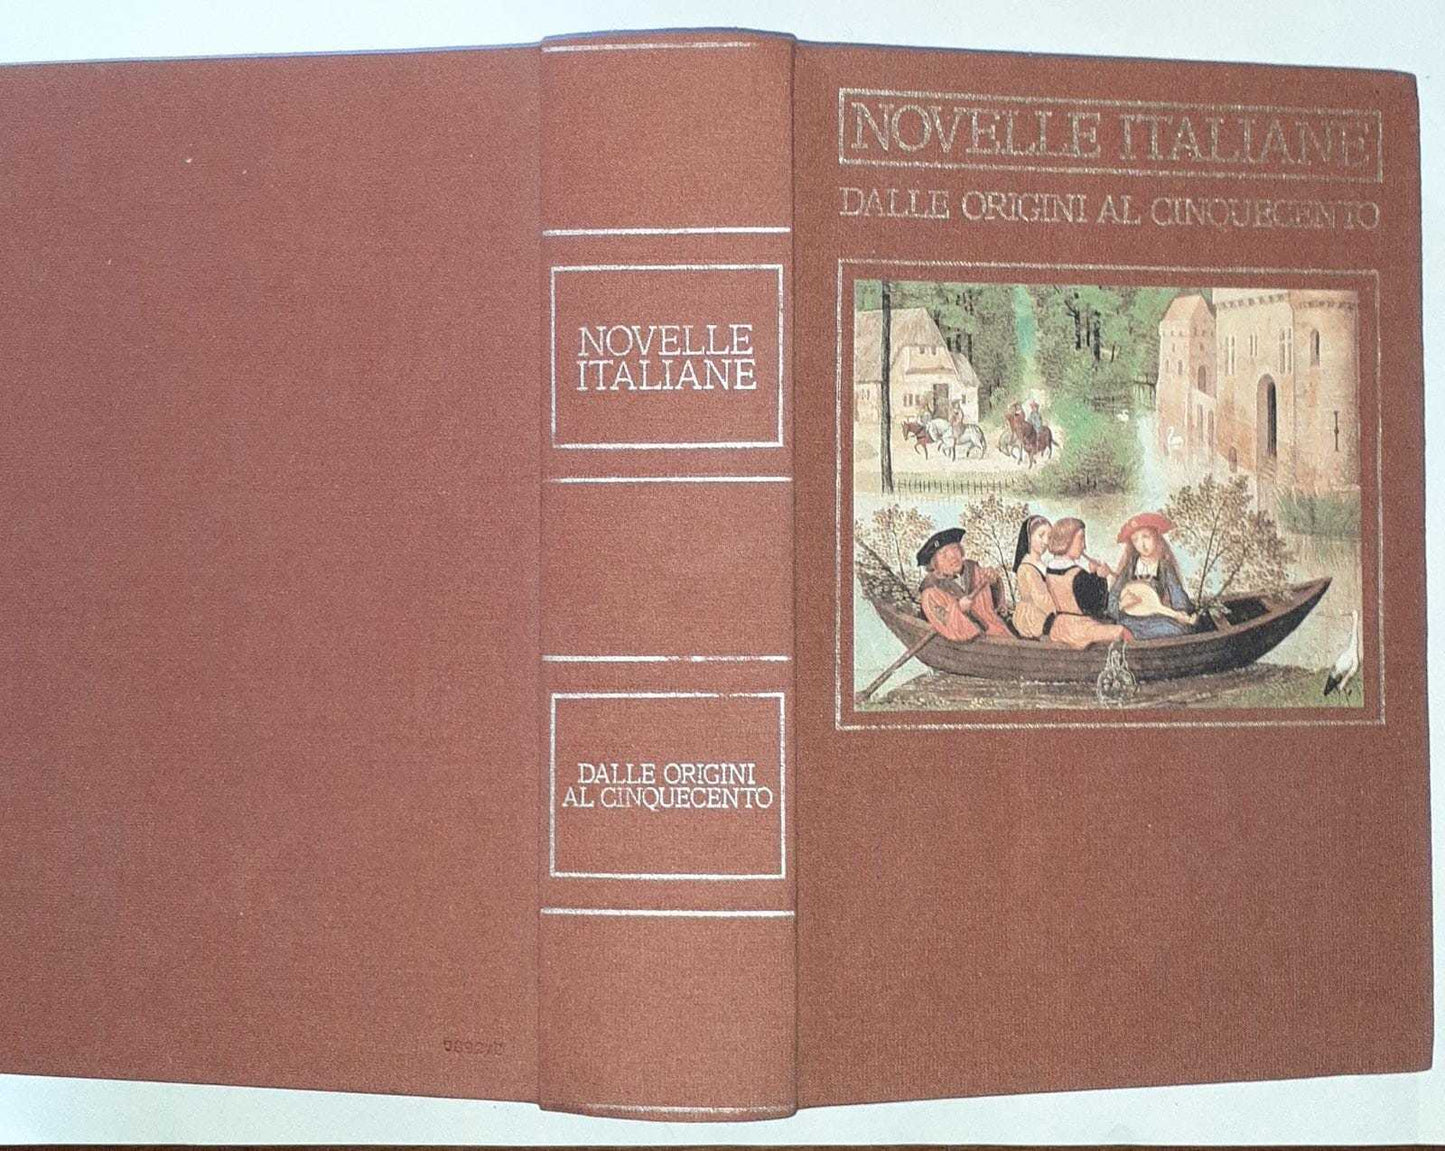 NOVELLE ITALIANE
DALLE ORIGINI AL CINQUECENTO
NOVELLE
ITALIANE
DALLE ORIGINI
AL CINQUECENTO